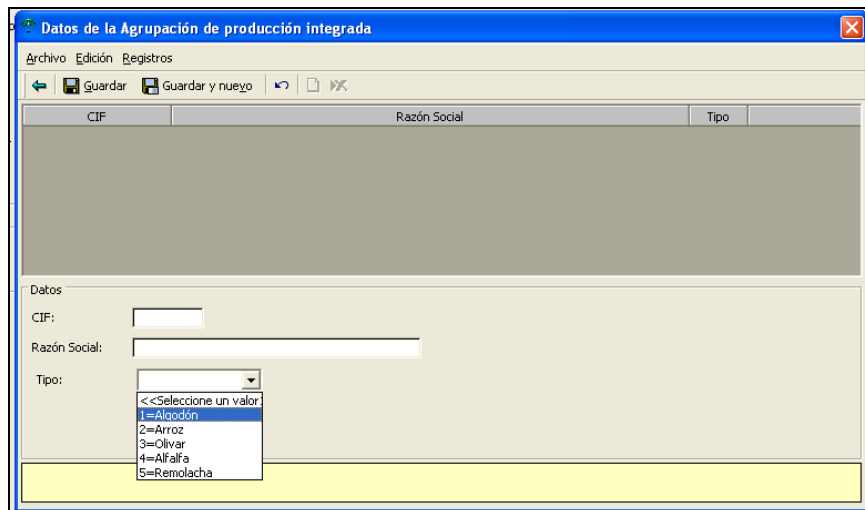 Datos de la Agrupación de producción integrada
Archivo Edición Registros
Guardar Guardar y nuevo
CIF Razón Social Tipo
Datos
CIF:
Razón Social:
Tipo:
<<Seleccione un valor
1=Algodón
2=Arroz
3=Olivar
4=Alfalfa
5=Remolacha